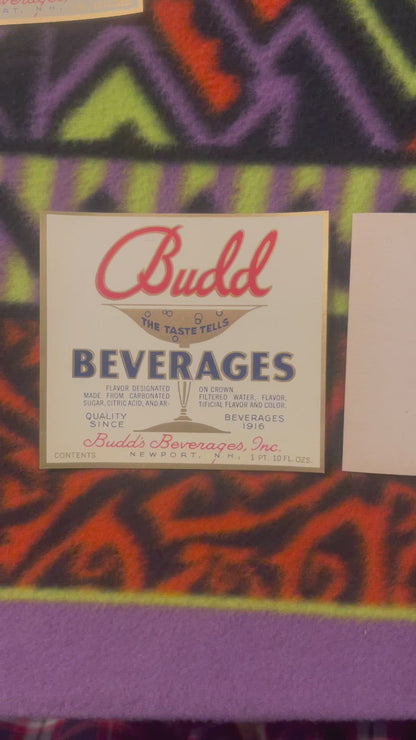 Budd
THE TASTE TELLS
BEVERAGES
FLAVOR DESIGNATED ON CROWN.
MADE FROM CARBONATED FILTERED WATER, FLAVOR,
SUGAR, CITRIC ACID, AND AR- TIFICIAL FLAVOR AND COLOR.
QUALITY BEVERAGES
SINCE 1916
Budd's Beverages, Inc.
CONTENTS NEWPORT, N.H. 1 PT. 10 FL. OZS.